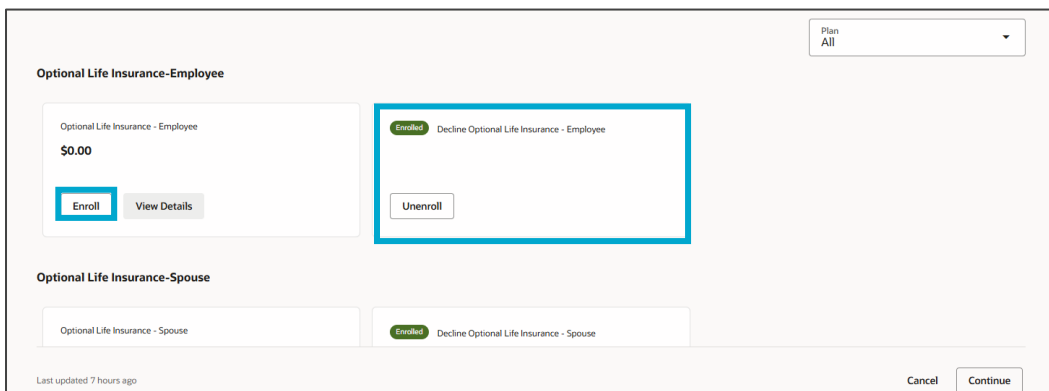 Plan
All
Optional Life Insurance-Employee
Optional Life Insurance - Employee
$0.00
Enroll View Details
Enrolled Decline Optional Life Insurance - Employee
Unenroll
Optional Life Insurance-Spouse
Optional Life Insurance - Spouse
Enrolled Decline Optional Life Insurance - Spouse
Last updated 7 hours ago
Cancel Continue